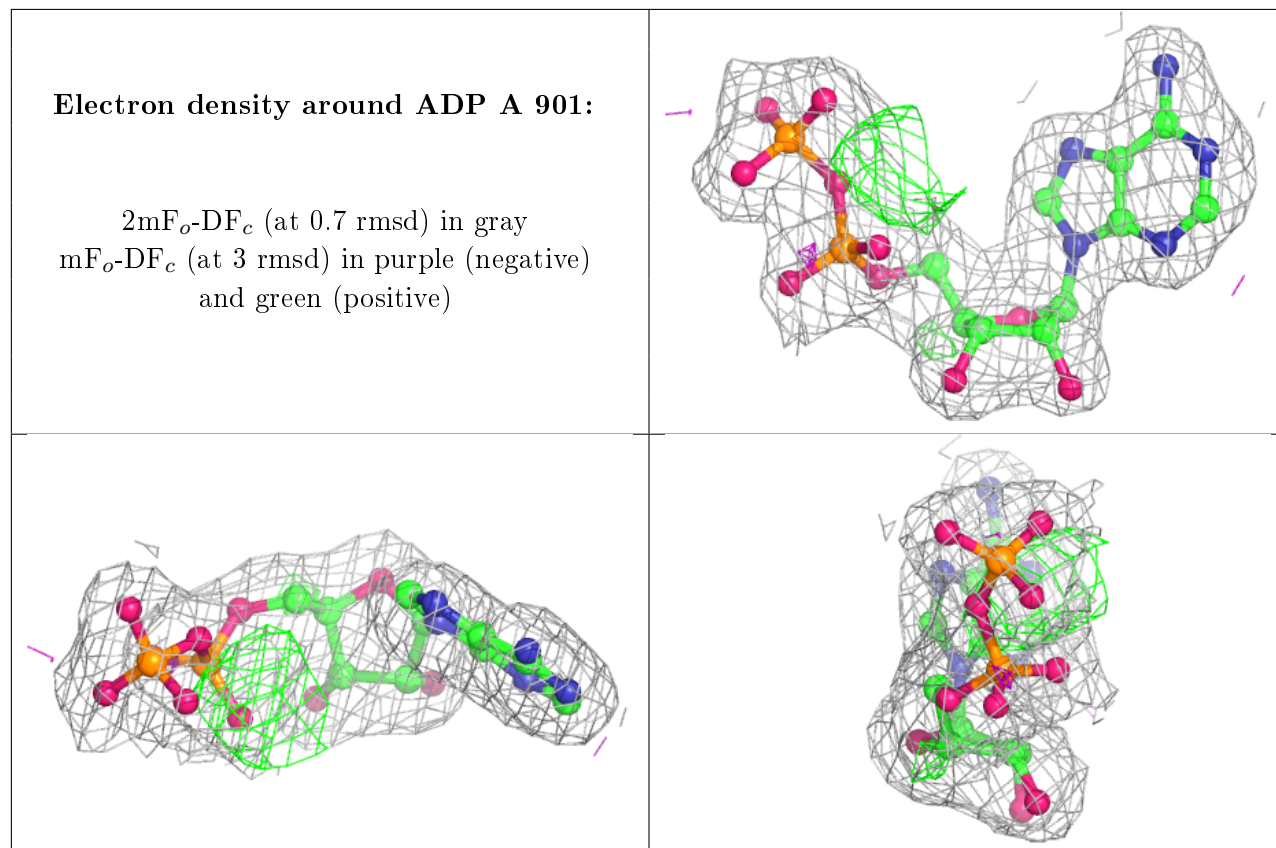 Electron density around ADP A 901:
2mFₒ-DF𝒸 (at 0.7 rmsd) in gray
mFₒ-DF𝒸 (at 3 rmsd) in purple (negative)
and green (positive)